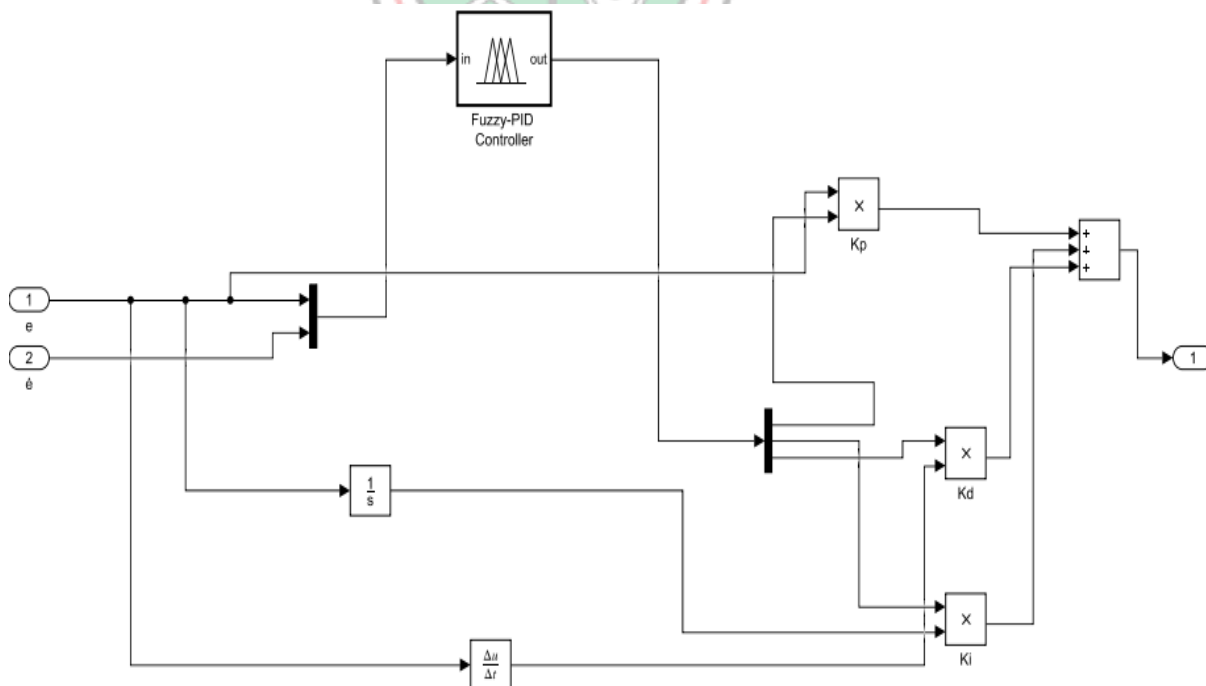 in
out
Fuzzy-PID
Controller
×
Kp
+
+
+
1
e
2
ė
1
×
Kd
1
s
×
Ki
Δu
Δt